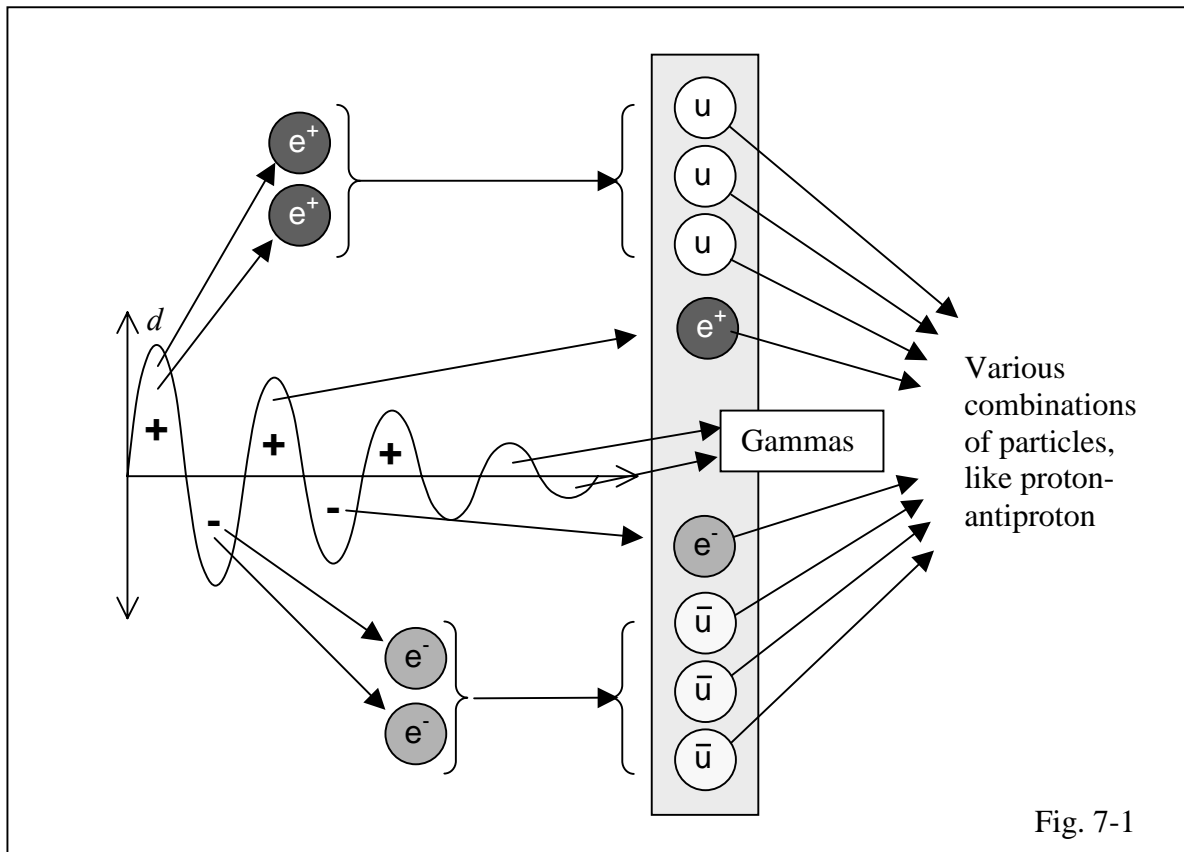 e⁺
e⁺
u
u
u
e⁺
d
+
+
+
-
-
Gammas
Various
combinations
of particles,
like proton-
antiproton
e⁻
e⁻
e⁻
ū
ū
ū
Fig. 7-1